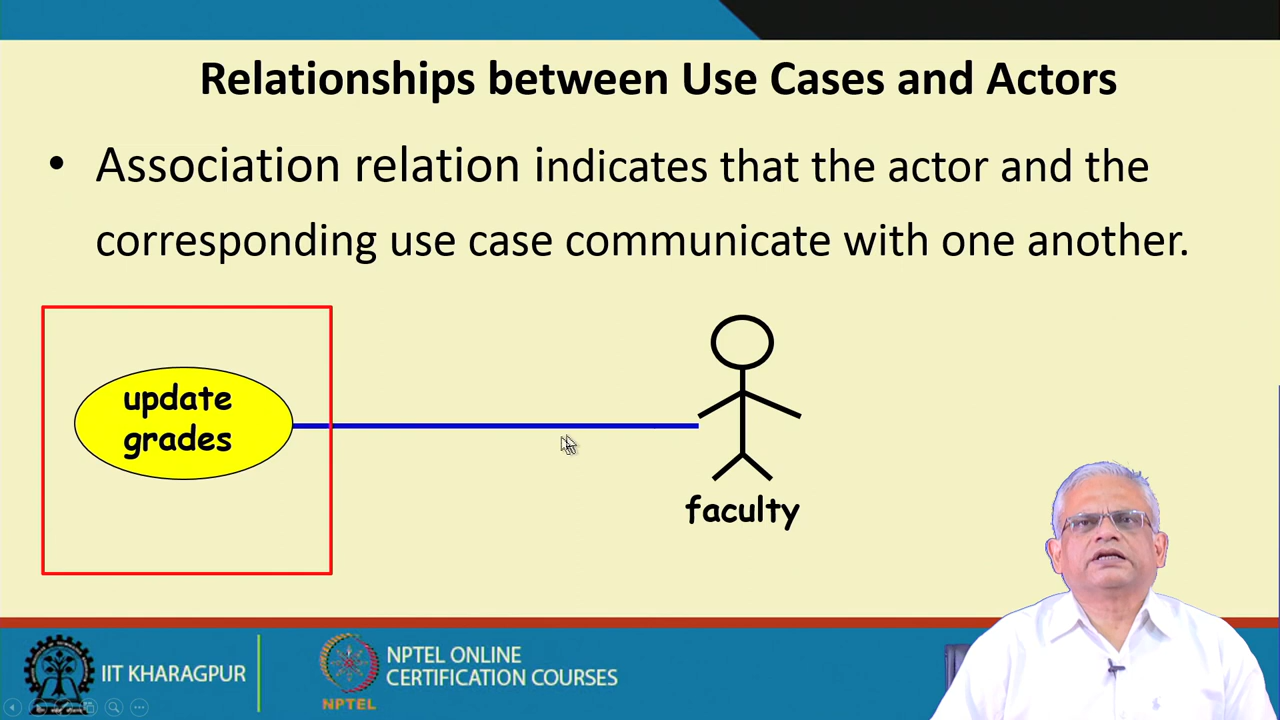 Relationships between Use Cases and Actors
• Association relation indicates that the actor and the
corresponding use case communicate with one another.
update
grades
faculty
IIT KHARAGPUR
NPTEL ONLINE
CERTIFICATION COURSES
NPTEL